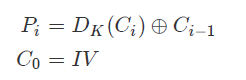 P_i = D_K(C_i) ⊕ C_{i-1}
C_0 = IV